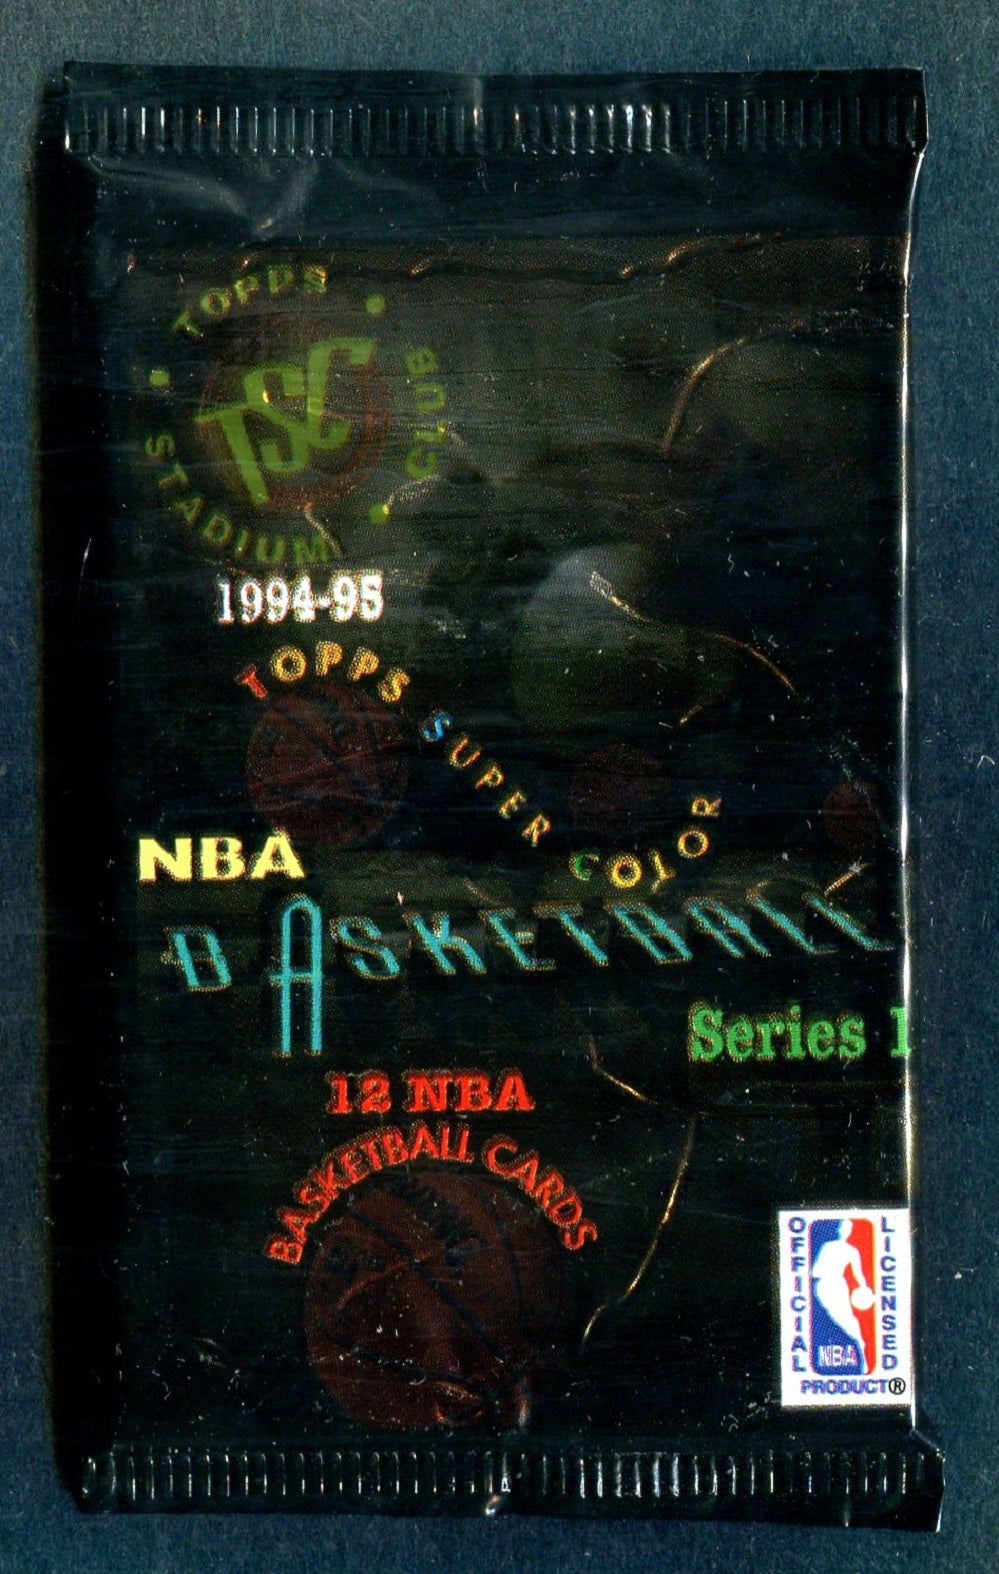 TOPPS
STADIUM
CLUB
TSC
1994-95
TOPPS SUPER COLOR
NBA
BASKETBALL
Series 1
12 NBA
BASKETBALL CARDS
OFFICIAL
LICENSED
NBA
PRODUCT®